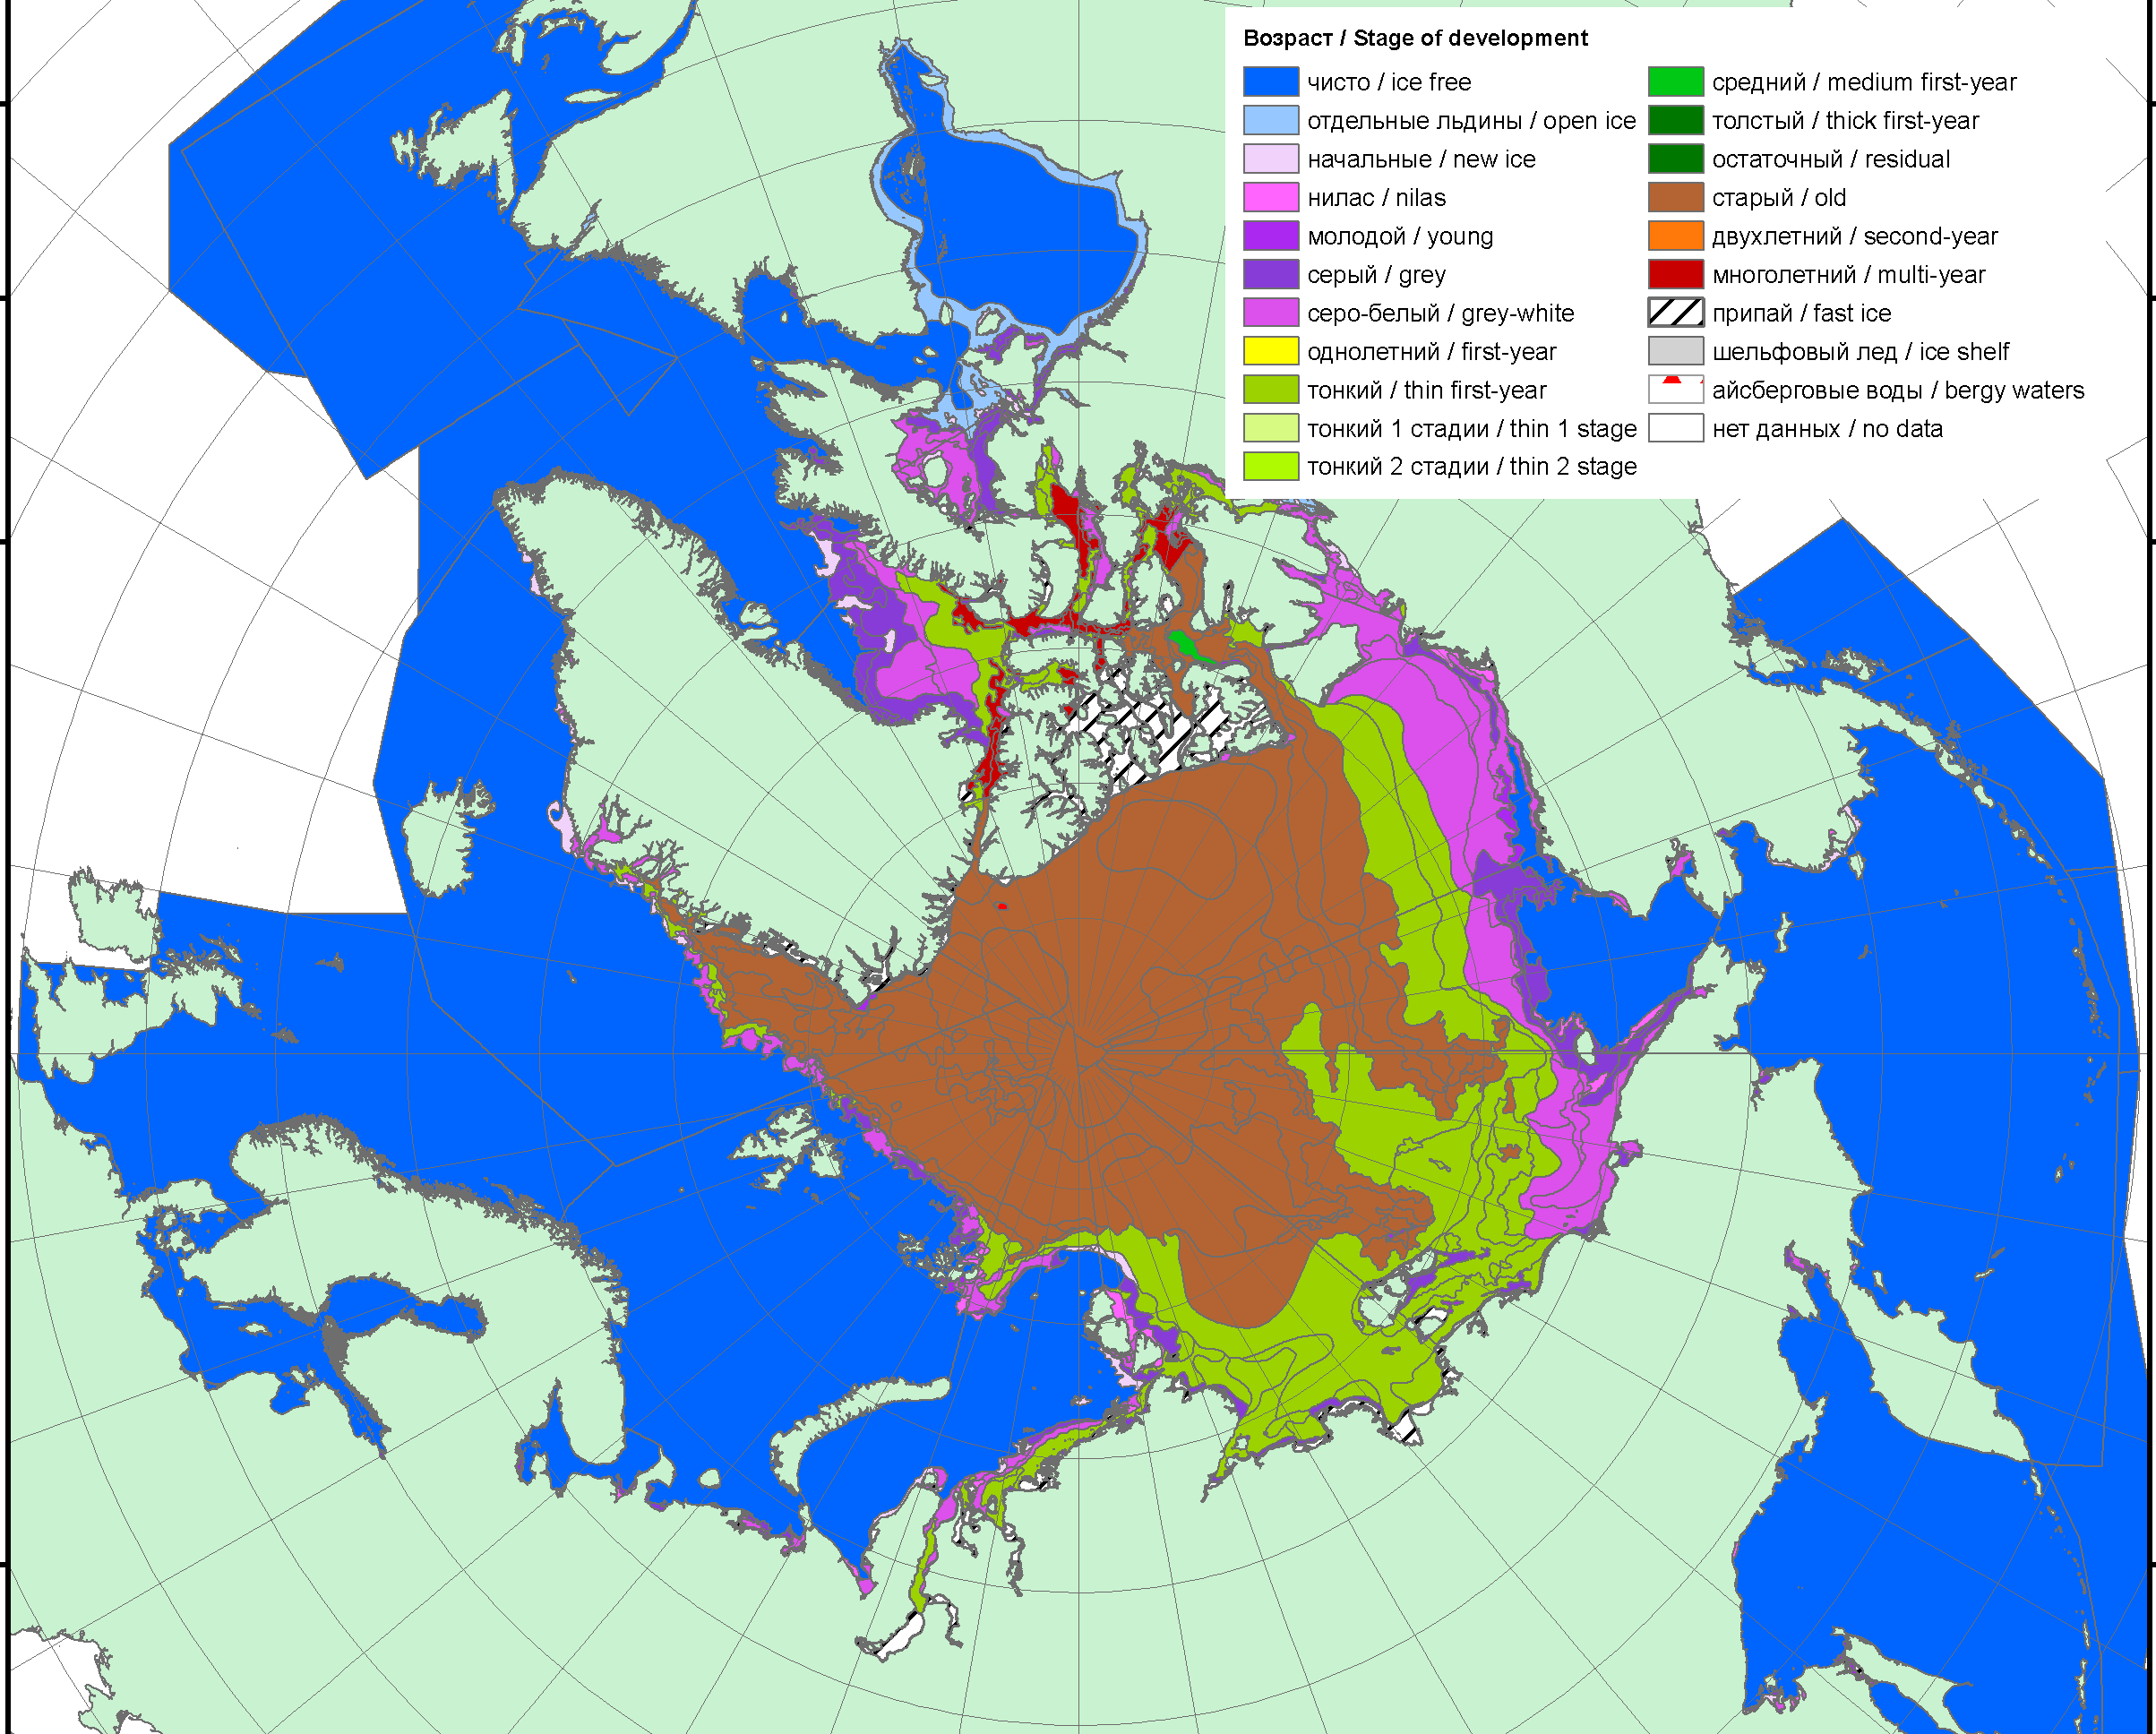 Возраст / Stage of development
чисто / ice free
отдельные льдины / open ice
начальные / new ice
нилас / nilas
молодой / young
серый / grey
серо-белый / grey-white
однолетний / first-year
тонкий / thin first-year
тонкий 1 стадии / thin 1 stage
тонкий 2 стадии / thin 2 stage
средний / medium first-year
толстый / thick first-year
остаточный / residual
старый / old
двухлетний / second-year
многолетний / multi-year
припай / fast ice
шельфовый лед / ice shelf
айсберговые воды / bergy waters
нет данных / no data